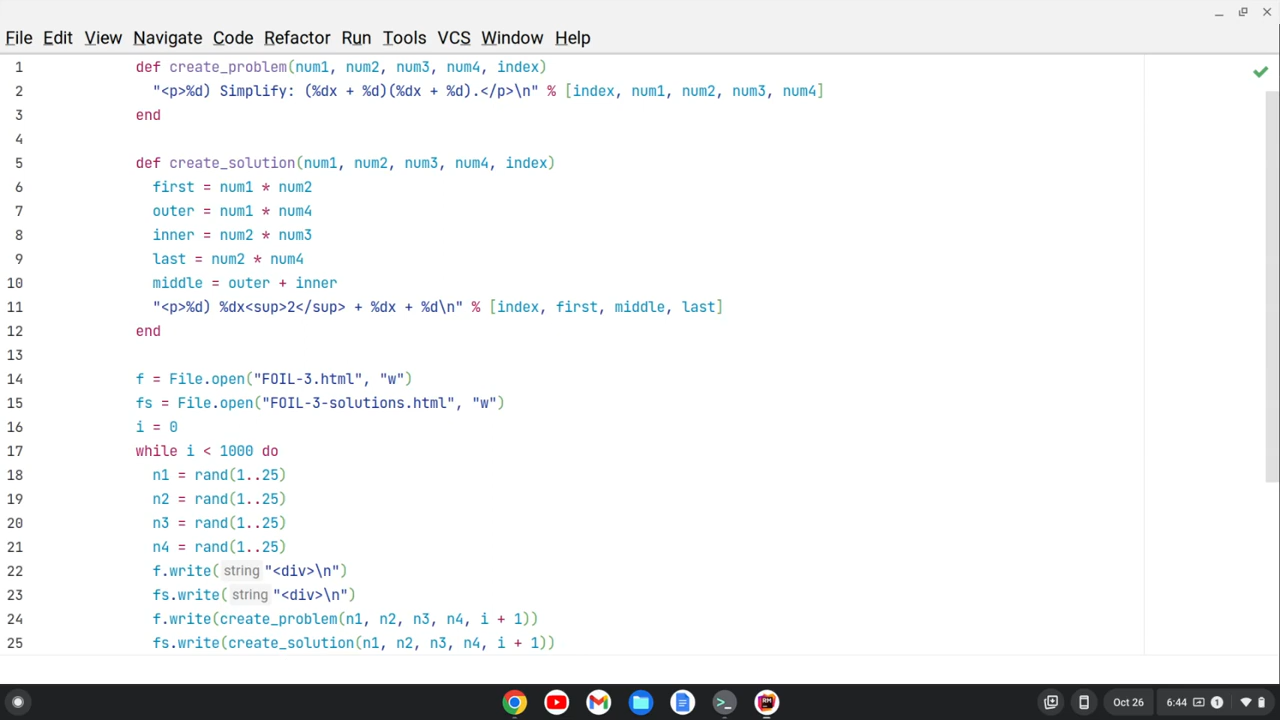 File Edit View Navigate Code Refactor Run Tools VCS Window Help
1 def create_problem(num1, num2, num3, num4, index)
2 "<p>%d) Simplify: (%dx + %d)(%dx + %d).</p>\n" % [index, num1, num2, num3, num4]
3 end
4
5 def create_solution(num1, num2, num3, num4, index)
6 first = num1 * num2
7 outer = num1 * num4
8 inner = num2 * num3
9 last = num2 * num4
10 middle = outer + inner
11 "<p>%d) %dx<sup>2</sup> + %dx + %d\n" % [index, first, middle, last]
12 end
13
14 f = File.open("FOIL-3.html", "w")
15 fs = File.open("FOIL-3-solutions.html", "w")
16 i = 0
17 while i < 1000 do
18 n1 = rand(1..25)
19 n2 = rand(1..25)
20 n3 = rand(1..25)
21 n4 = rand(1..25)
22 f.write( string "<div>\n")
23 fs.write( string "<div>\n")
24 f.write(create_problem(n1, n2, n3, n4, i + 1))
25 fs.write(create_solution(n1, n2, n3, n4, i + 1))
RM Oct 26 6:44 1